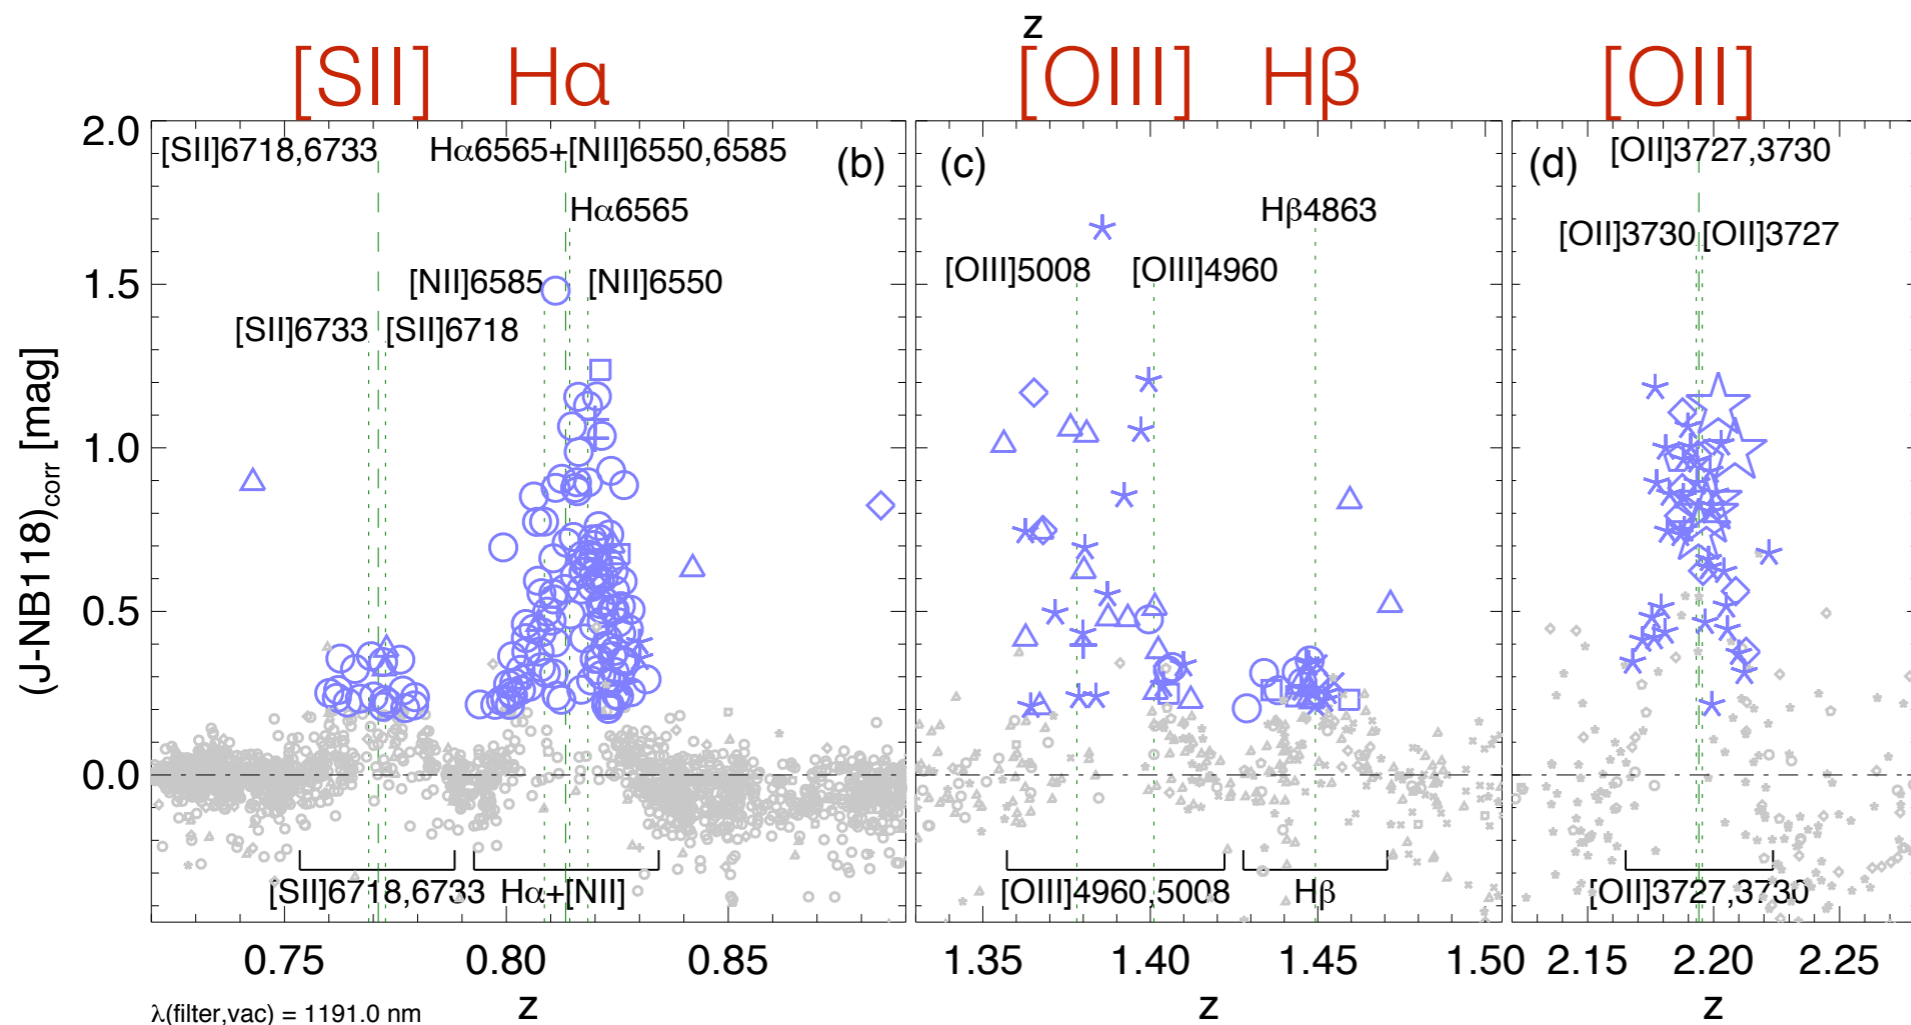 z
[SII] Hα [OIII] Hβ [OII]
2.0
[SII]6718,6733 Hα6565+[NII]6550,6585 (b) (c) [OII]3727,3730 (d)
Hα6565 Hβ4863
[OII]3730 [OII]3727
[OIII]5008 [OIII]4960
1.5 [NII]6585 [NII]6550
[SII]6733 [SII]6718
(J-NB118)corr [mag]
1.0
0.5
0.0
[SII]6718,6733 Hα+[NII] [OIII]4960,5008 Hβ [OII]3727,3730
0.75 0.80 0.85 1.35 1.40 1.45 1.50 2.15 2.20 2.25
z z z
λ(filter,vac) = 1191.0 nm